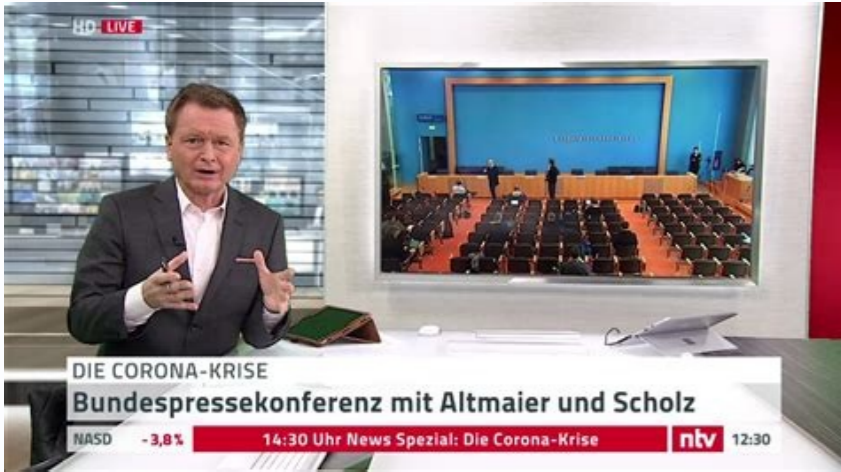 HD LIVE
DIE CORONA-KRISE
Bundespressekonferenz mit Altmaier und Scholz
NASD -3,8% 14:30 Uhr News Spezial: Die Corona-Krise ntv 12:30